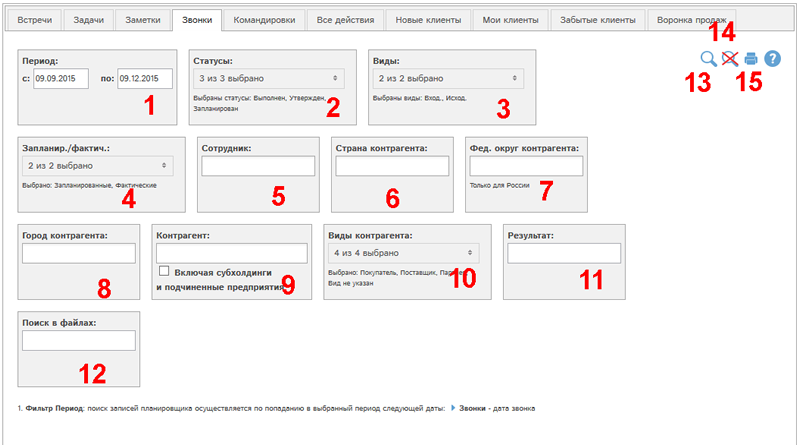 Встречи Задачи Заметки Звонки Командировки Все действия Новые клиенты Мои клиенты Забытые клиенты Воронка продаж
14
Период:
с: 09.09.2015 по: 09.12.2015
1
Статусы:
3 из 3 выбрано
Выбраны статусы: Выполнен, Утвержден,
Запланирован
2
Виды:
2 из 2 выбрано
Выбраны виды: Вход., Исход.
3
?
13 15
Запланир./фактич.:
2 из 2 выбрано
Выбрано: Запланированные, Фактические
4
Сотрудник:
5
Страна контрагента:
6
Фед. округ контрагента:
Только для России
7
Город контрагента:
8
Контрагент:
Включая субхолдинги
и подчиненные предприятия
9
Виды контрагента:
4 из 4 выбрано
Выбрано: Покупатель, Поставщик,
Вид не указан
10
Результат:
11
Поиск в файлах:
12
1. Фильтр Период: поиск записей планировщика осуществляется по попаданию в выбранный период следующей даты: Звонки - дата звонка